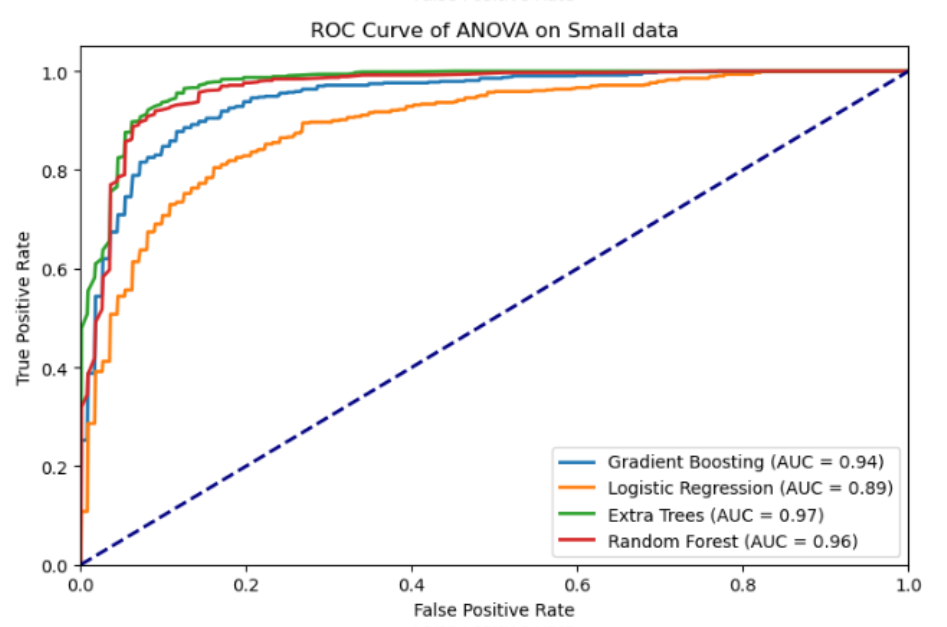 ROC Curve of ANOVA on Small data
1.0
0.8
0.6
0.4
0.2
0.0
True Positive Rate
0.0 0.2 0.4 0.6 0.8 1.0
False Positive Rate
Gradient Boosting (AUC = 0.94)
Logistic Regression (AUC = 0.89)
Extra Trees (AUC = 0.97)
Random Forest (AUC = 0.96)